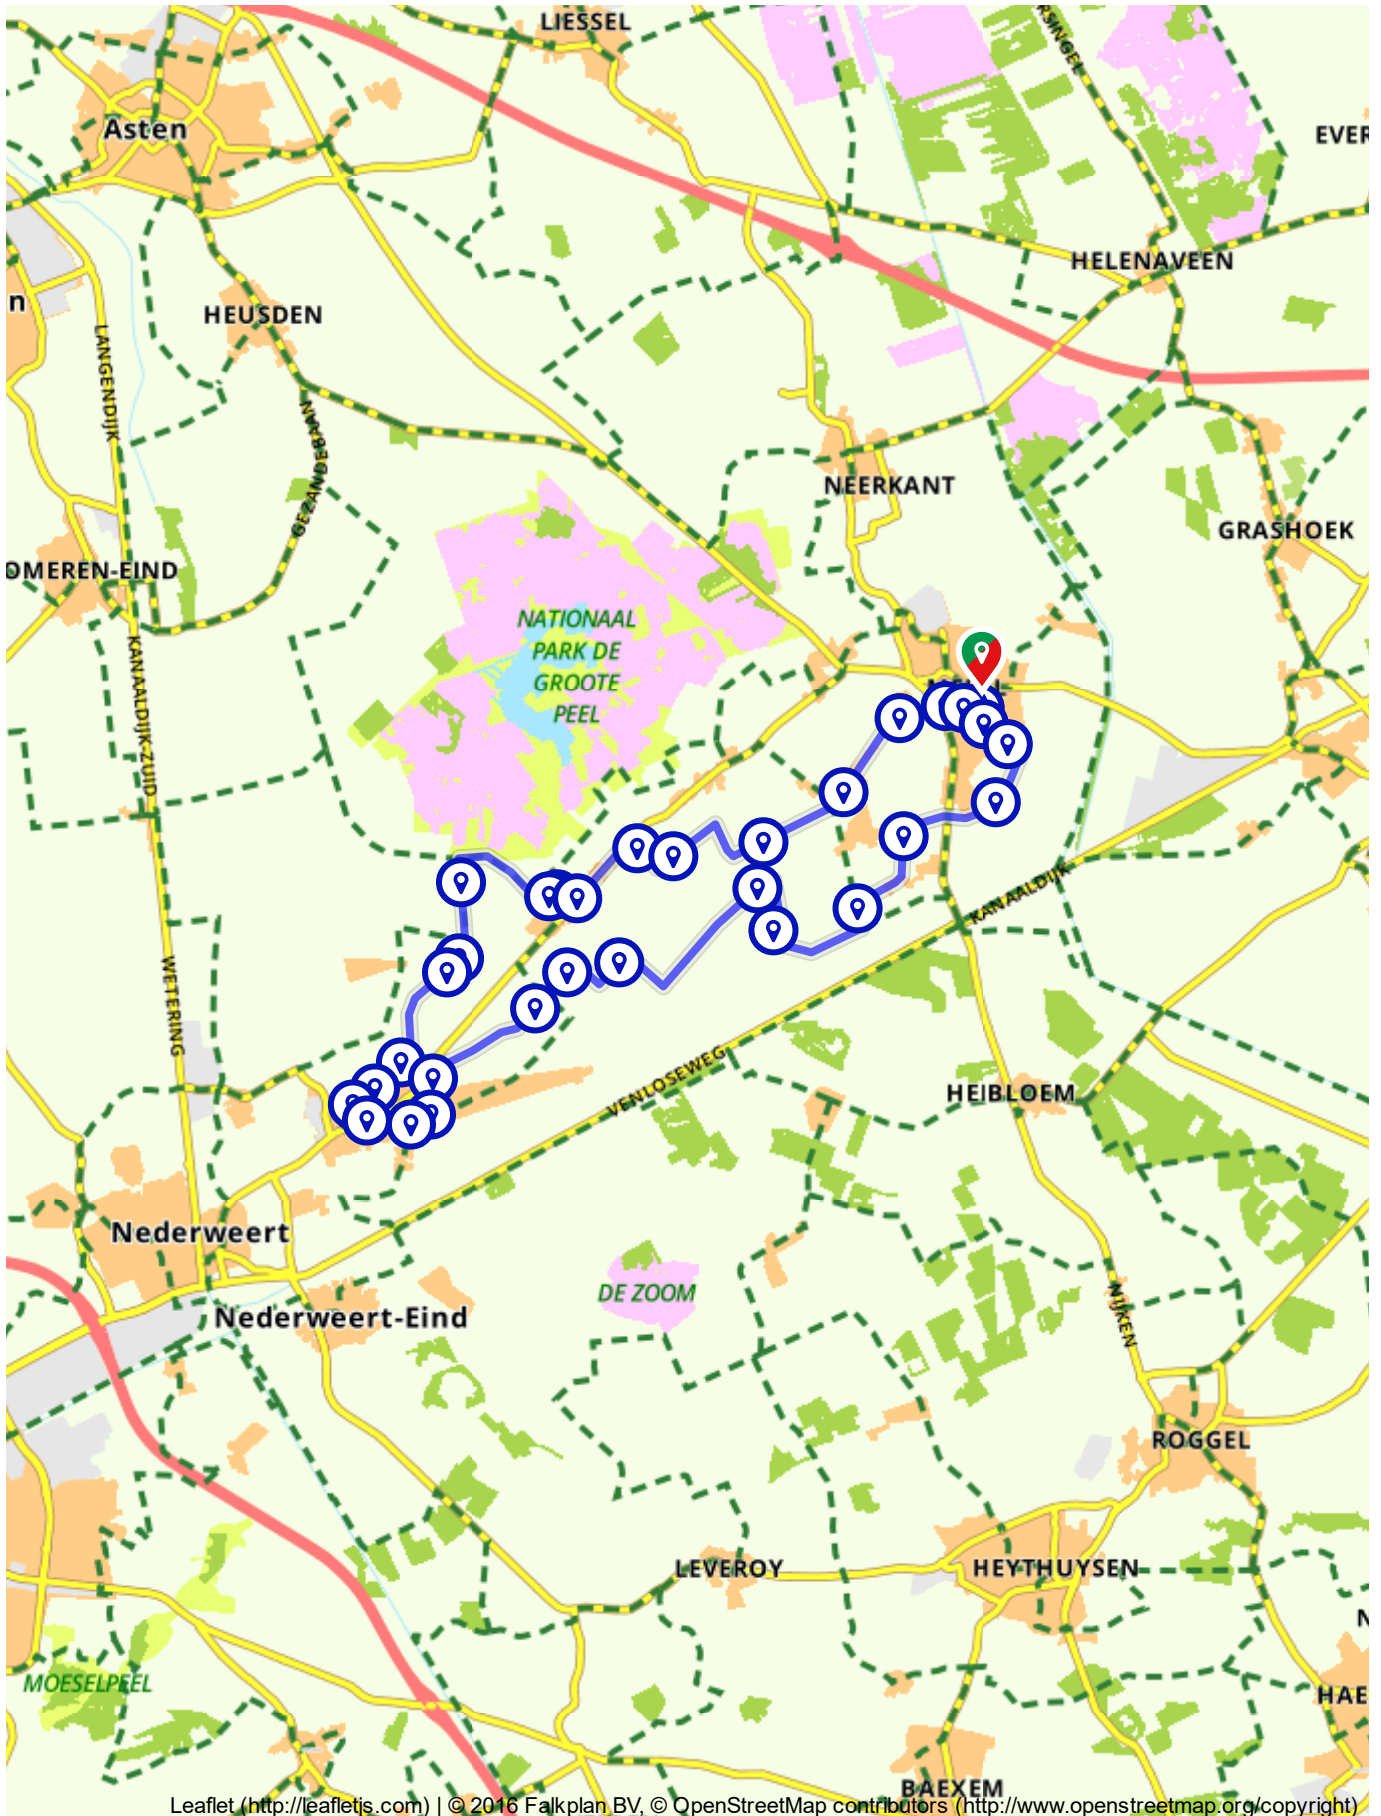 LIESSEL
Asten
EVER
HELENAVEEN
n
HEUSDEN
LANGENDIJK
GEZANDEBAAN
NEERKANT
GRASHOEK
OMEREN-EIND
NATIONAAL
PARK DE
GROOTE
PEEL
KANAALDIJK-ZUID
KANAALDIJK
WETERING
VENLOSEWEG
HEIBLOEM
Nederweert
DE ZOOM
Nederweert-Eind
NIJKEN
ROGGEL
LEVEROY
HEYTHUYSEN
N
MOESELPEEL
HAE
BAEXEM
Leaflet (http://leafletjs.com) | © 2016 Falkplan BV, © OpenStreetMap contributors (http://www.openstreetmap.org/copyright)